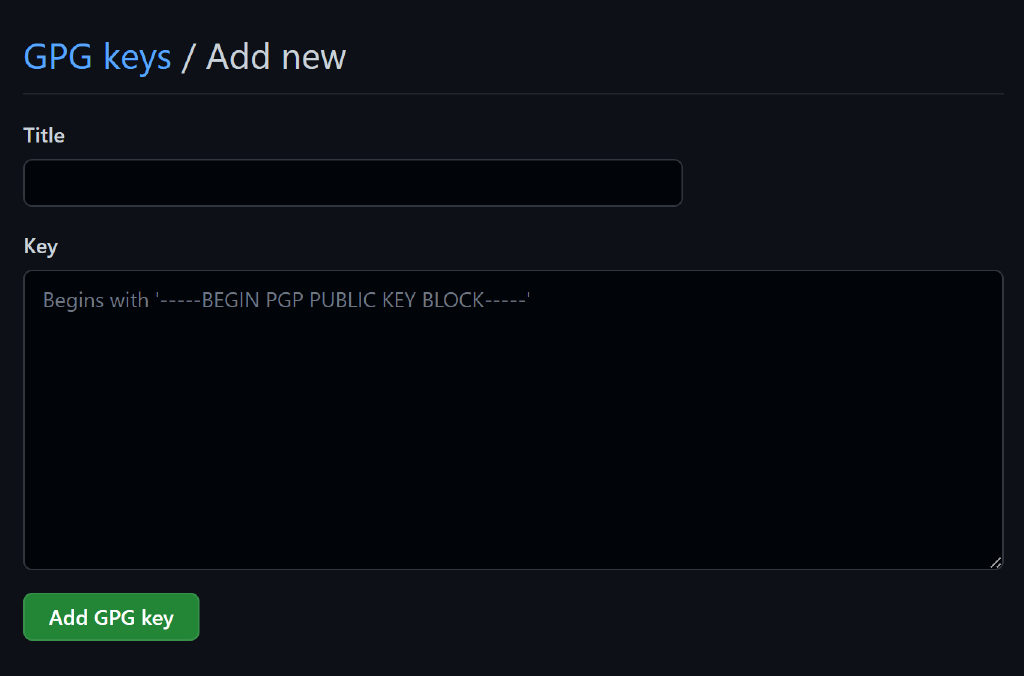 GPG keys / Add new
Title
Key
Begins with '-----BEGIN PGP PUBLIC KEY BLOCK-----'
Add GPG key